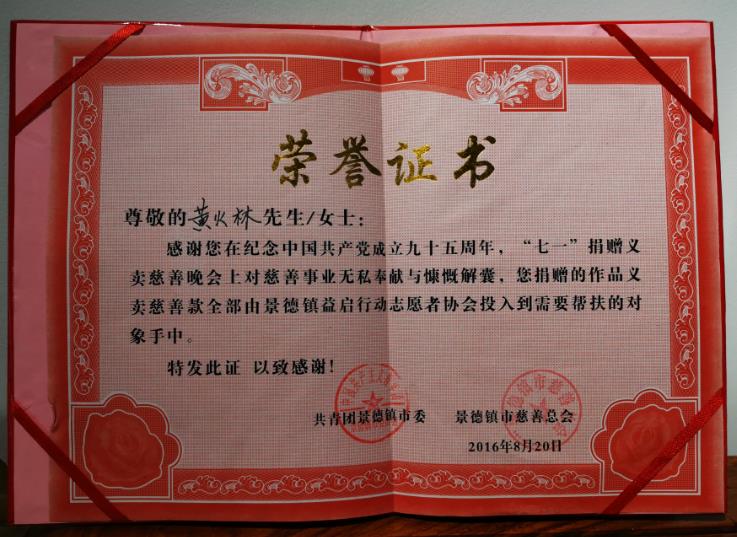 荣誉证书
尊敬的黄火林先生/女士：
感谢您在纪念中国共产党成立九十五周年，“七一”捐赠义
卖慈善晚会上对慈善事业无私奉献与慷慨解囊，您捐赠的作品义
卖慈善款全部由景德镇益启行动志愿者协会投入到需要帮扶的对
象手中。
特发此证 以致感谢！
共青团景德镇市委 景德镇市慈善总会
2016年8月20日